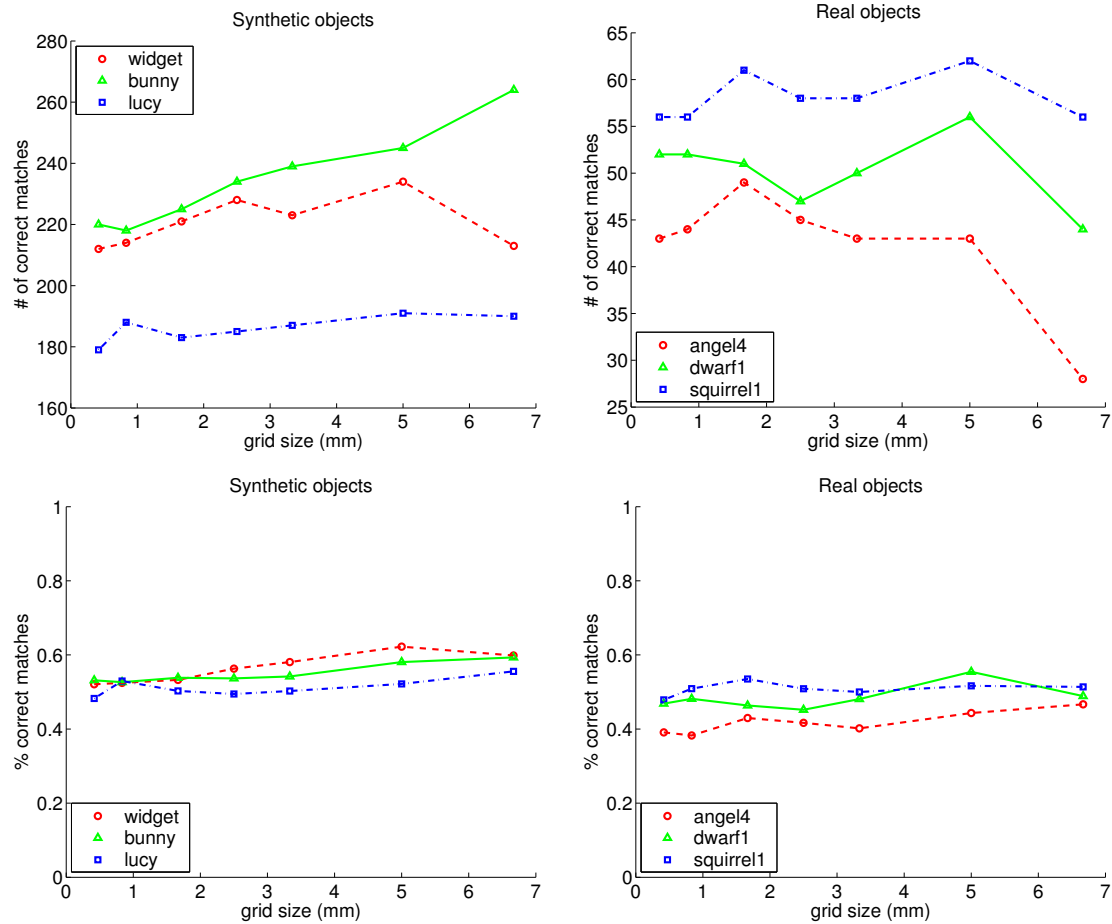 Synthetic objects
280
260
240
220
200
180
160
# of correct matches
widget
bunny
lucy
0 1 2 3 4 5 6 7
grid size (mm)
Real objects
65
60
55
50
45
40
35
30
25
# of correct matches
angel4
dwarf1
squirrel1
0 1 2 3 4 5 6 7
grid size (mm)
Synthetic objects
1
0.8
0.6
0.4
0.2
0
% correct matches
widget
bunny
lucy
0 1 2 3 4 5 6 7
grid size (mm)
Real objects
1
0.8
0.6
0.4
0.2
0
% correct matches
angel4
dwarf1
squirrel1
0 1 2 3 4 5 6 7
grid size (mm)